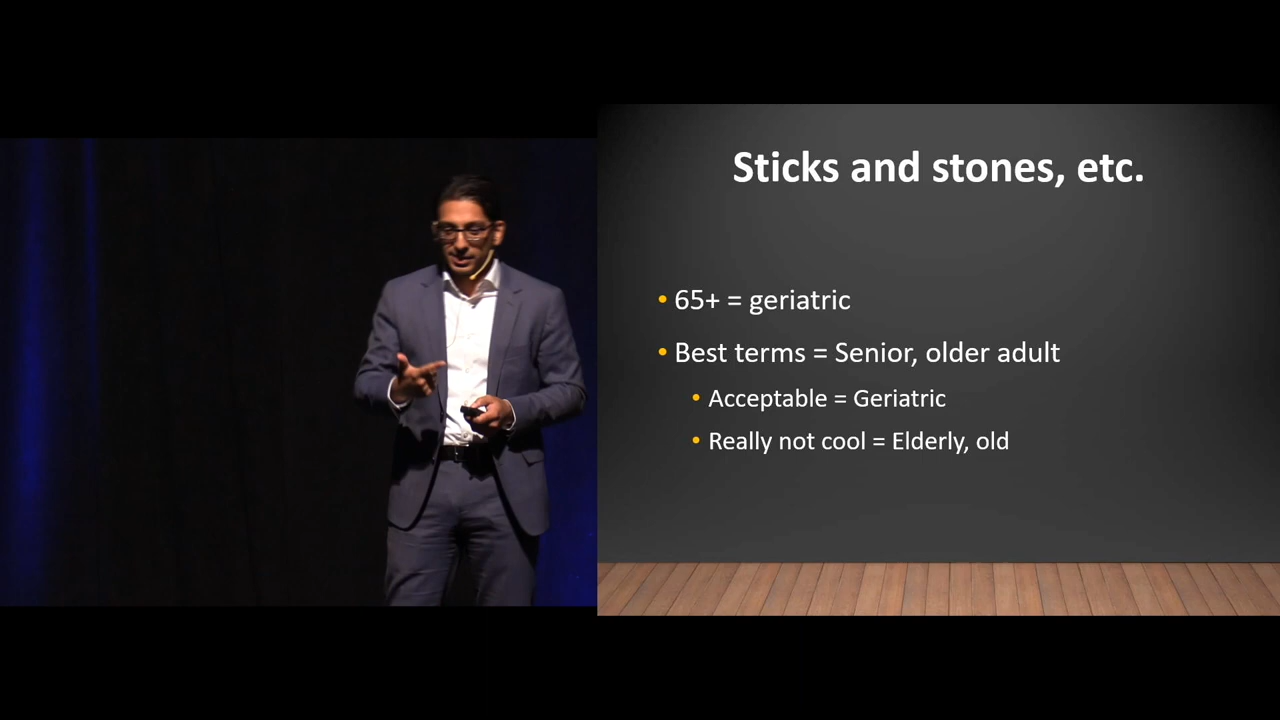 Sticks and stones, etc.
65+ = geriatric
Best terms = Senior, older adult
Acceptable = Geriatric
Really not cool = Elderly, old